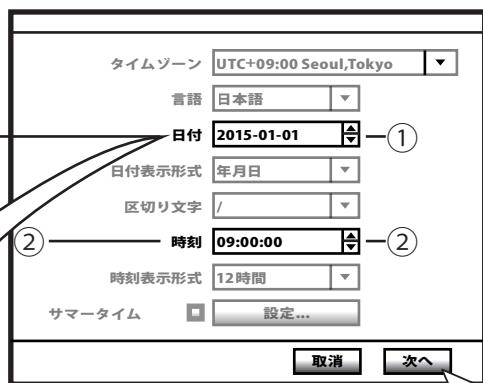 タイムゾーン UTC+09:00 Seoul,Tokyo
言語 日本語
日付 2015-01-01 ①
日付表示形式 年月日
区切り文字 /
② 時刻 09:00:00 ②
時刻表示形式 12時間
サマータイム 設定...
取消 次へ